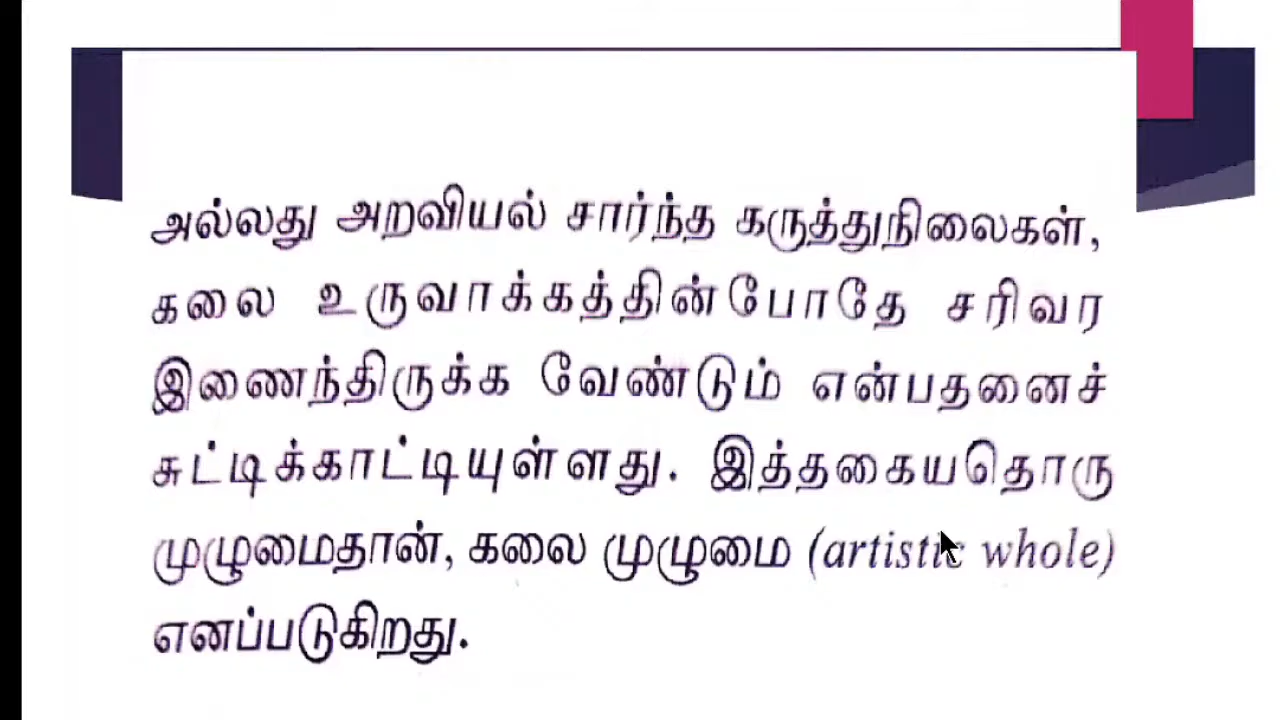 அல்லது அறவியல் சார்ந்த கருத்துநிலைகள்,
கலை உருவாக்கத்தின்போதே சரிவர
இணைந்திருக்க வேண்டும் என்பதனைச்
சுட்டிக்காட்டியுள்ளது. இத்தகையதொரு
முழுமைதான், கலை முழுமை (artistic whole)
எனப்படுகிறது.